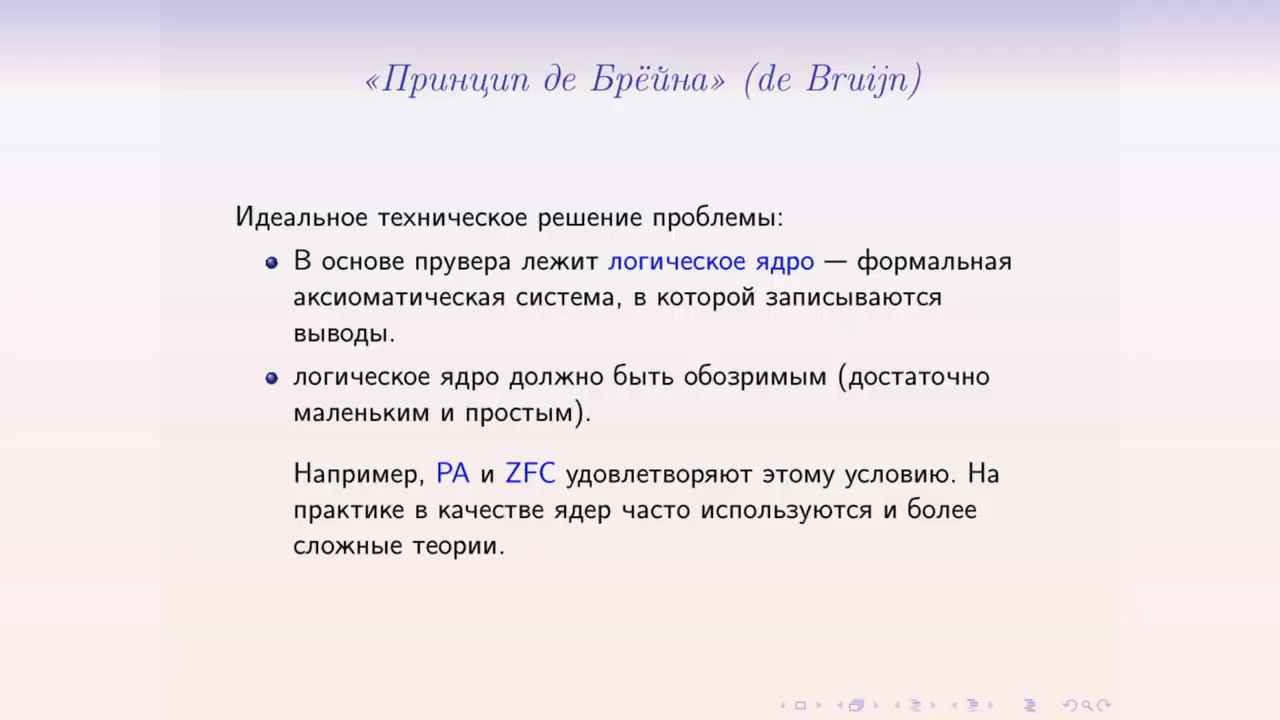 «Принцип де Брёйна» (de Bruijn)
Идеальное техническое решение проблемы:
В основе прувера лежит логическое ядро — формальная
аксиоматическая система, в которой записываются
выводы.
логическое ядро должно быть обозримым (достаточно
маленьким и простым).
Например, PA и ZFC удовлетворяют этому условию. На
практике в качестве ядер часто используются и более
сложные теории.